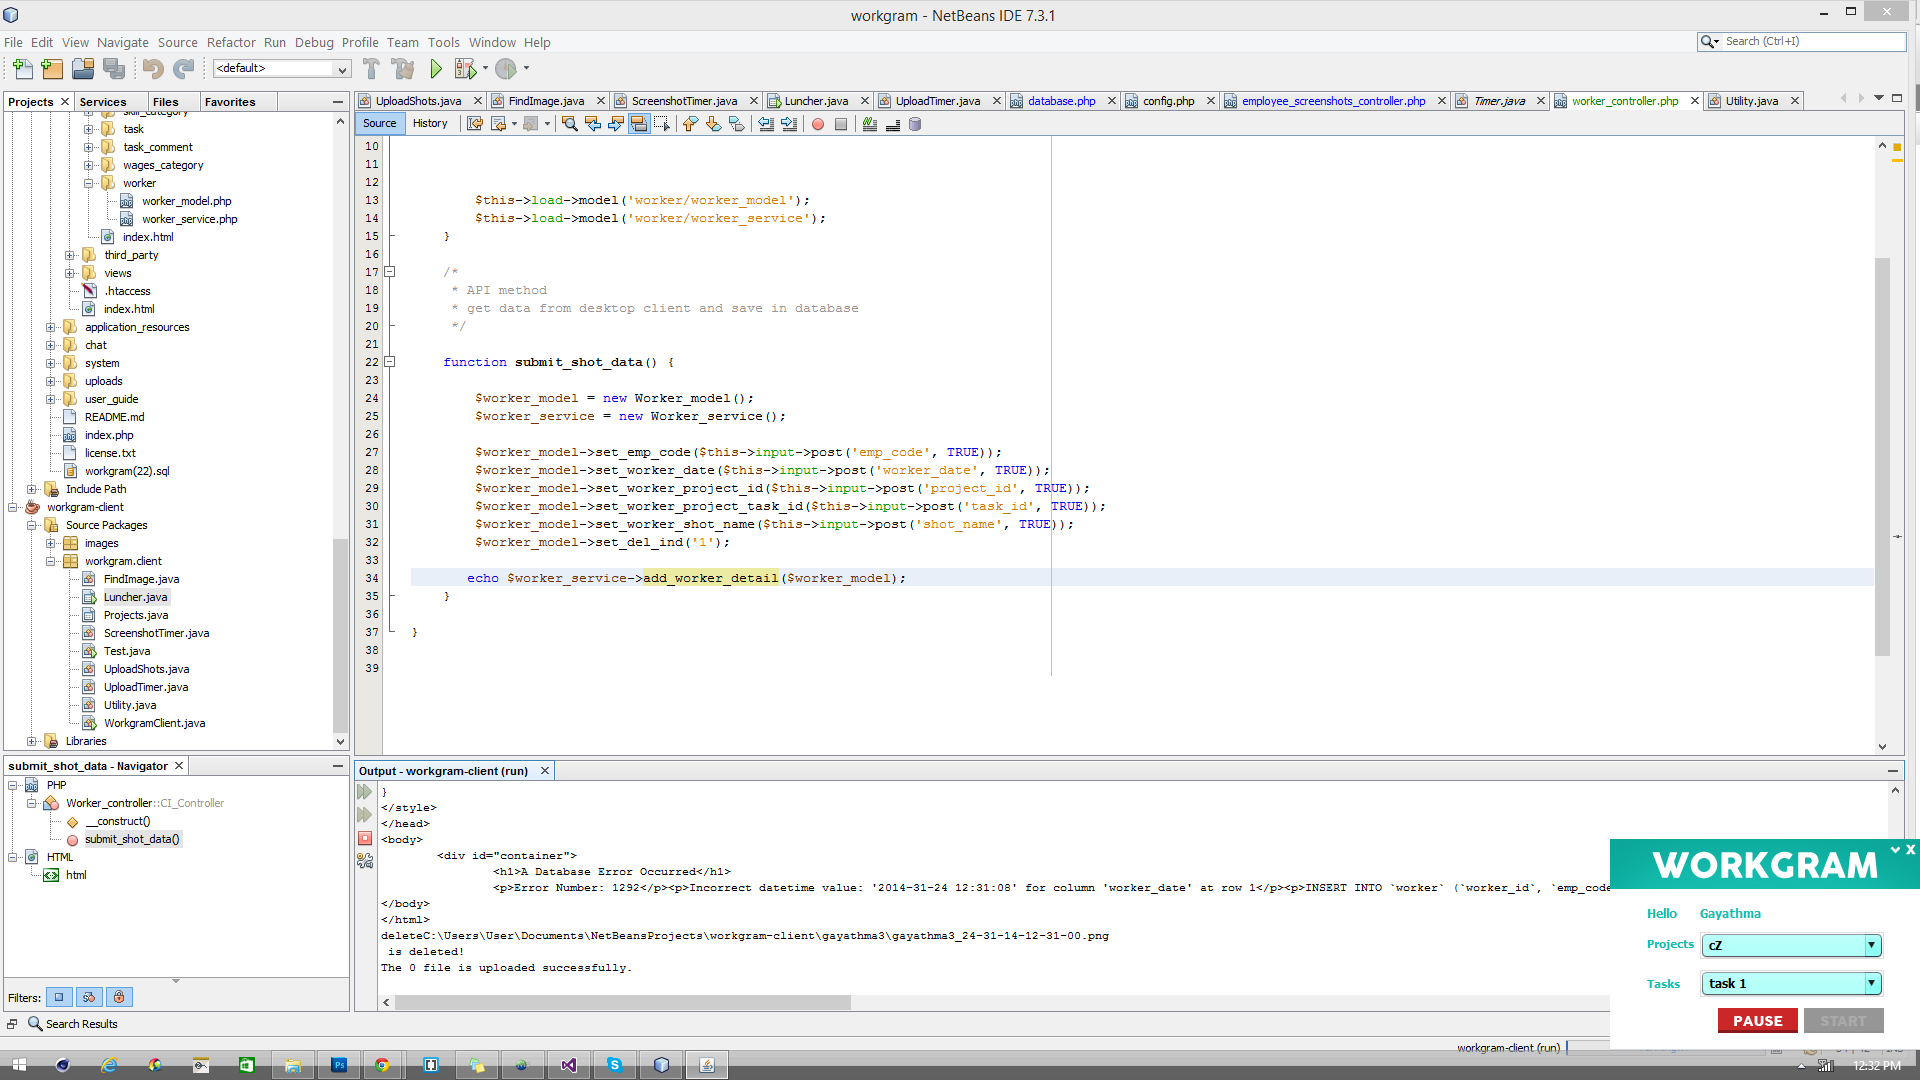 workgram - NetBeans IDE 7.3.1
File Edit View Navigate Source Refactor Run Debug Profile Team Tools Window Help
Search (Ctrl+I)
<default>
Projects Services Files Favorites
UploadShots.java FindImage.java ScreenshotTimer.java Luncher.java UploadTimer.java database.php config.php employee_screenshots_controller.php Timer.java worker_controller.php Utility.java
Source History
skill_category
task
task_comment
wages_category
worker
worker_model.php
worker_service.php
index.html
third_party
views
.htaccess
index.html
application_resources
chat
system
uploads
user_guide
README.md
index.php
license.txt
workgram(22).sql
Include Path
workgram-client
Source Packages
images
workgram.client
FindImage.java
Luncher.java
Projects.java
ScreenshotTimer.java
Test.java
UploadShots.java
UploadTimer.java
Utility.java
WorkgramClient.java
Libraries
10
11
12
13 $this->load->model('worker/worker_model');
14 $this->load->model('worker/worker_service');
15 }
16
17 /*
18 * API method
19 * get data from desktop client and save in database
20 */
21
22 function submit_shot_data() {
23
24 $worker_model = new Worker_model();
25 $worker_service = new Worker_service();
26
27 $worker_model->set_emp_code($this->input->post('emp_code', TRUE));
28 $worker_model->set_worker_date($this->input->post('worker_date', TRUE));
29 $worker_model->set_worker_project_id($this->input->post('project_id', TRUE));
30 $worker_model->set_worker_project_task_id($this->input->post('task_id', TRUE));
31 $worker_model->set_worker_shot_name($this->input->post('shot_name', TRUE));
32 $worker_model->set_del_ind('1');
33
34 echo $worker_service->add_worker_detail($worker_model);
35 }
36
37 }
38
39
submit_shot_data - Navigator
PHP
Worker_controller::CI_Controller
__construct()
submit_shot_data()
HTML
html
Filters:
Search Results
Output - workgram-client (run)
}
</style>
</head>
<body>
<div id="container">
<h1>A Database Error Occurred</h1>
<p>Error Number: 1292</p><p>Incorrect datetime value: '2014-31-24 12:31:08' for column 'worker_date' at row 1</p><p>INSERT INTO `worker` (`worker_id`, `emp_code
</body>
</html>
deleteC:\Users\User\Documents\NetBeansProjects\workgram-client\gayathma3\gayathma3_24-31-14-12-31-00.png
is deleted!
The 0 file is uploaded successfully.
WORKGRAM
Hello Gayathma
Projects cZ
Tasks task 1
PAUSE START
workgram-client (run)
12:32 PM